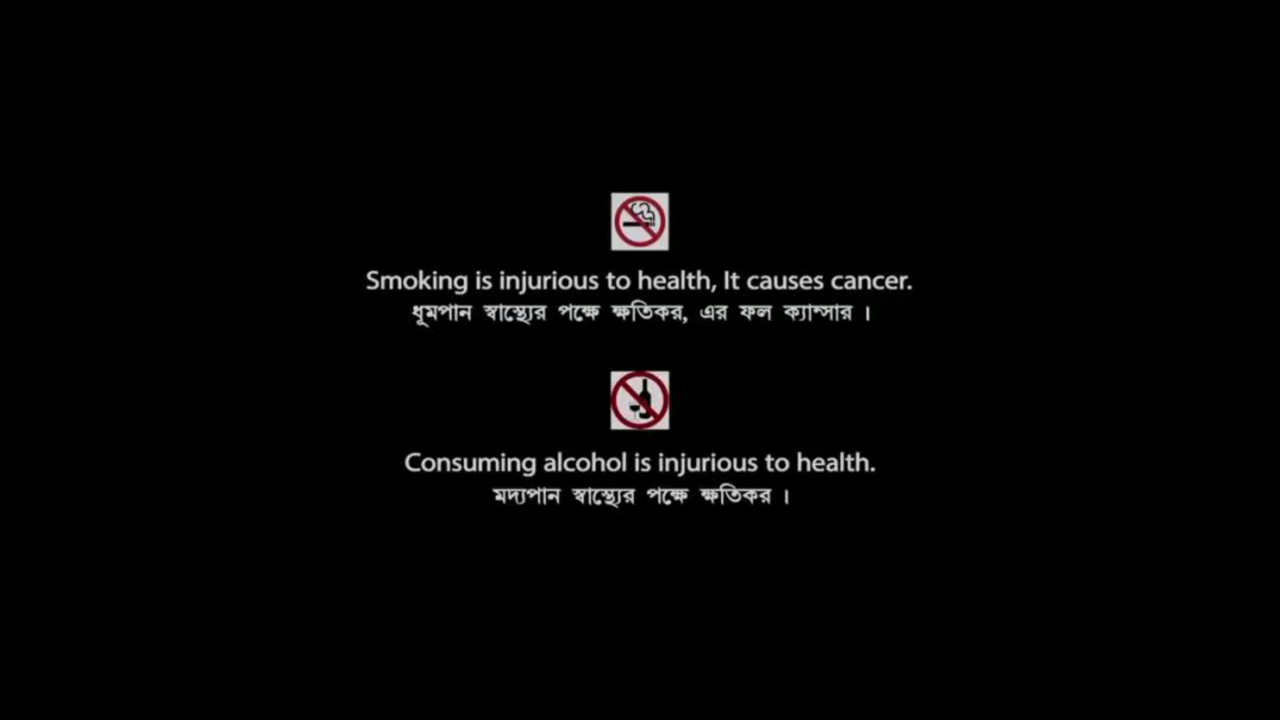 Smoking is injurious to health, It causes cancer.
ধূমপান স্বাস্থ্যের পক্ষে ক্ষতিকর, এর ফল ক্যান্সার ।
Consuming alcohol is injurious to health.
মদ্যপান স্বাস্থ্যের পক্ষে ক্ষতিকর ।